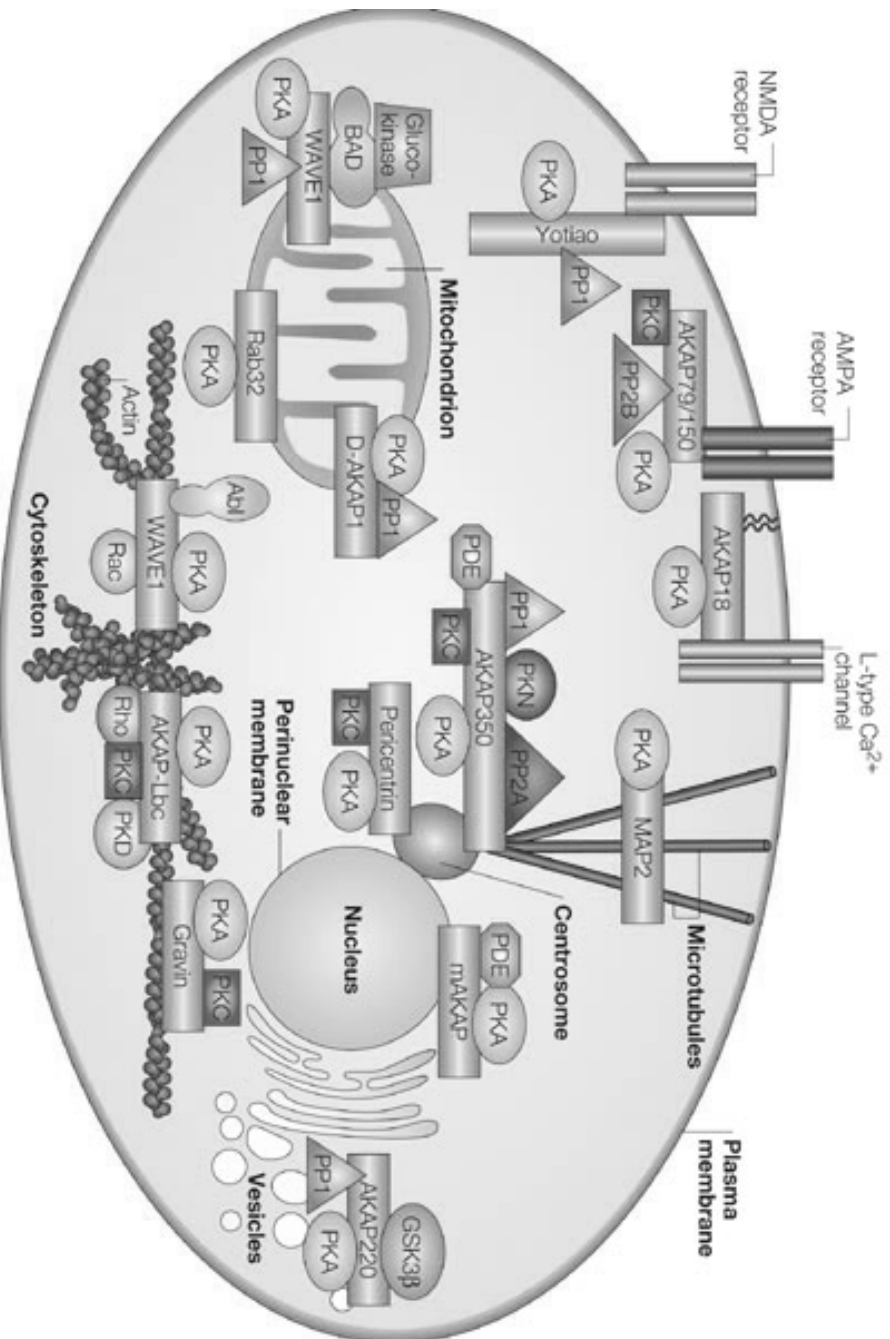 NMDA
receptor
AMPA
receptor
L-type Ca2+
channel
Plasma
membrane
PKA
Yotiao
PP1
PKC
AKAP79/150
PP2B
PKA
AKAP18
PKA
PKA
MAP2
Microtubules
Gluco-
kinase
BAD
WAVE1
PKA
PP1
Mitochondrion
Rab32
PKA
PKA
PP1
D-AKAP1
PDE
PP1
PKN
PP2A
AKAP350
PKC
PKA
Pericentrin
PKC
PKA
Centrosome
PDE
PKA
mAKAP
Nucleus
Perinuclear
membrane
GSK3β
AKAP220
PP1
PKA
Vesicles
Actin
Abl
WAVE1
PKA
Rac
Cytoskeleton
PKA
AKAP-Lbc
Rho
PKC
PKD
PKA
PKC
Gravin